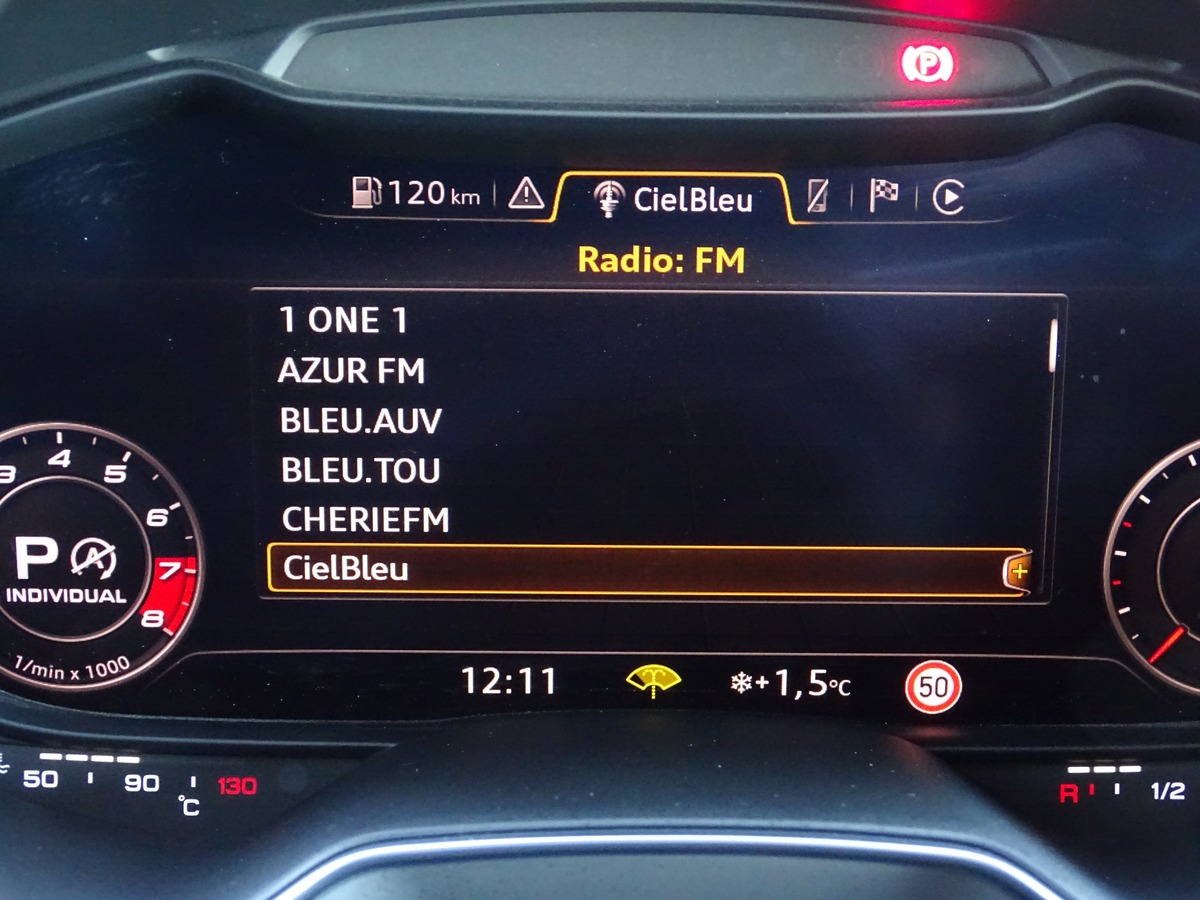 P
120 km
CielBleu
Radio: FM
1 ONE 1
AZUR FM
BLEU.AUV
BLEU.TOU
CHERIEFM
CielBleu
+
3 4 5 6 7 8
P A
INDIVIDUAL
1/min x 1000
12:11
+1,5°C
50
50 90 130
°C
R 1/2